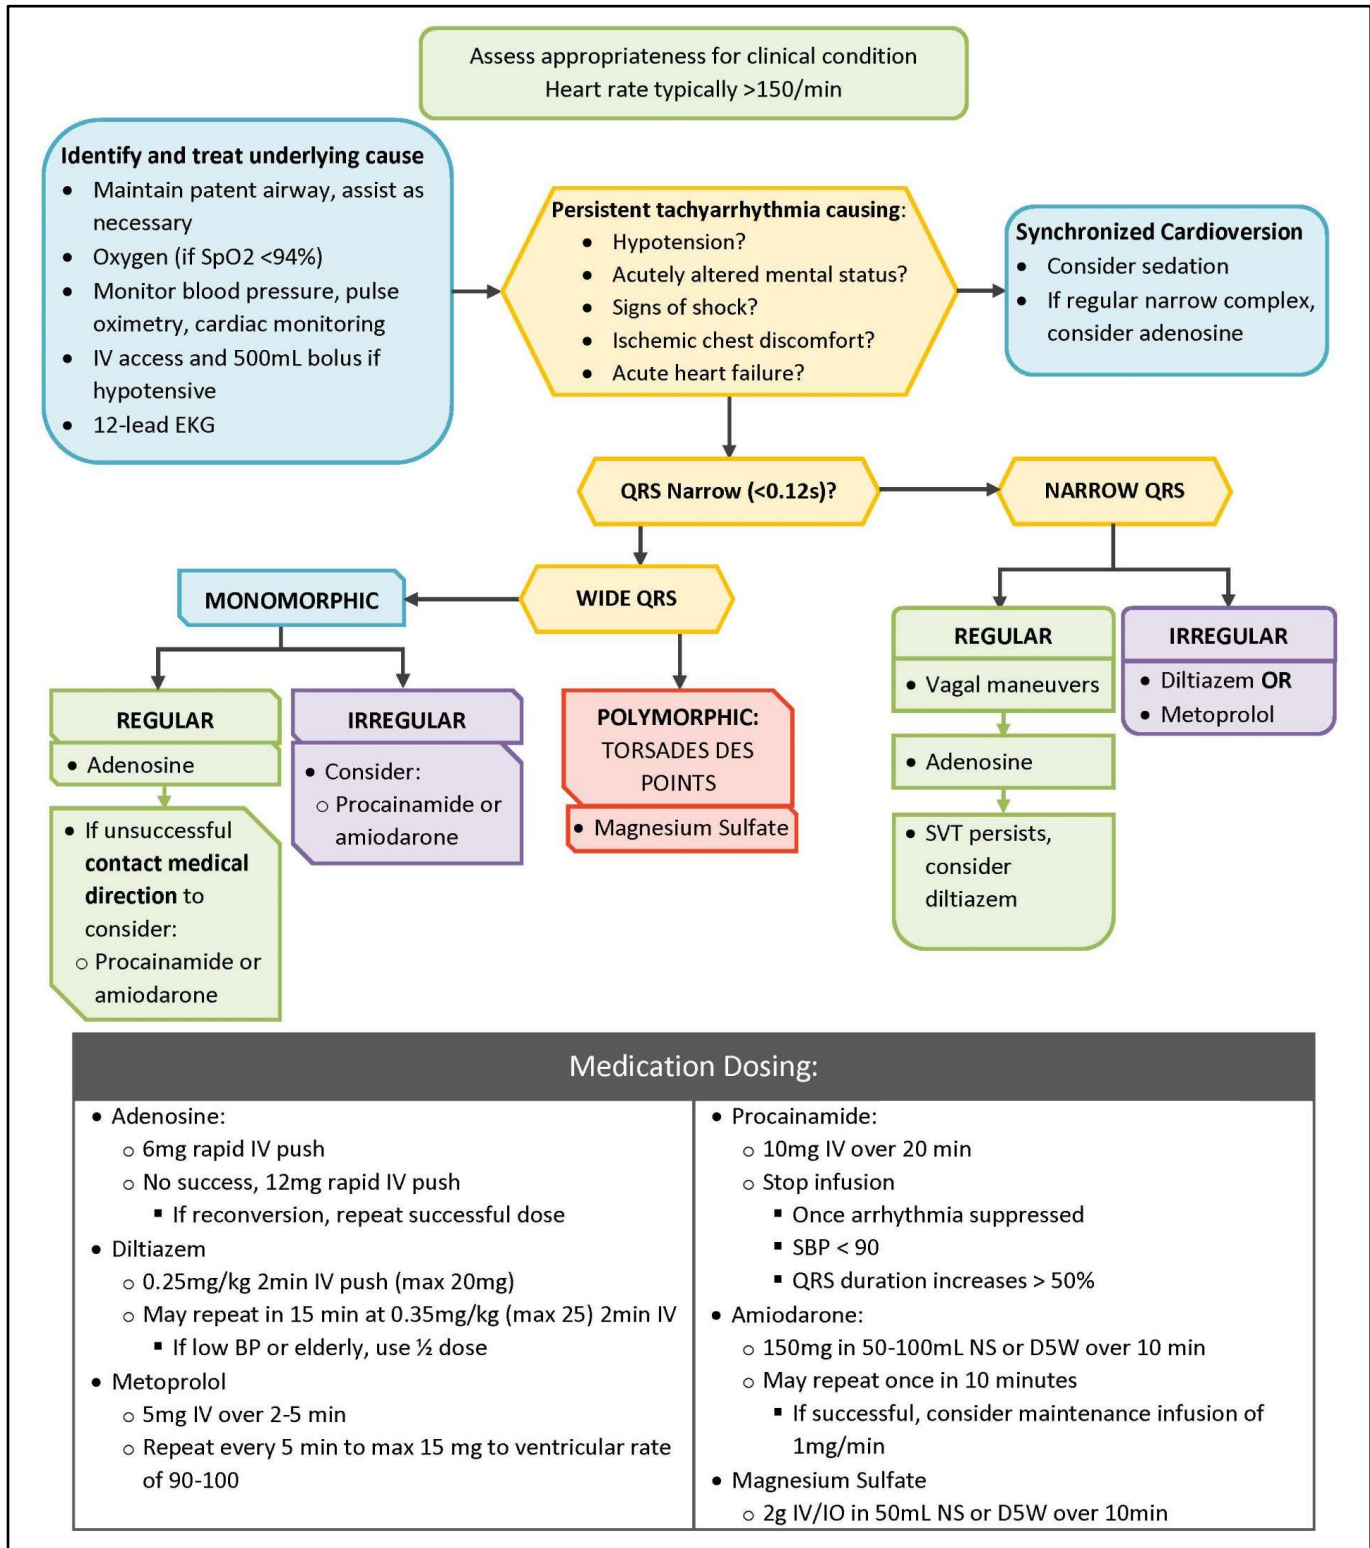 Assess appropriateness for clinical condition
Heart rate typically >150/min
Identify and treat underlying cause
• Maintain patent airway, assist as
necessary
• Oxygen (if SpO2 <94%)
• Monitor blood pressure, pulse
oximetry, cardiac monitoring
• IV access and 500mL bolus if
hypotensive
• 12-lead EKG
Persistent tachyarrhythmia causing:
• Hypotension?
• Acutely altered mental status?
• Signs of shock?
• Ischemic chest discomfort?
• Acute heart failure?
Synchronized Cardioversion
• Consider sedation
• If regular narrow complex,
consider adenosine
QRS Narrow (<0.12s)?
NARROW QRS
WIDE QRS
MONOMORPHIC
REGULAR
• Adenosine
• If unsuccessful
contact medical
direction to
consider:
○ Procainamide or
amiodarone
IRREGULAR
• Consider:
○ Procainamide or
amiodarone
POLYMORPHIC:
TORSADES DES
POINTS
• Magnesium Sulfate
REGULAR
• Vagal maneuvers
• Adenosine
• SVT persists,
consider
diltiazem
IRREGULAR
• Diltiazem OR
• Metoprolol
Medication Dosing:
• Adenosine:
○ 6mg rapid IV push
○ No success, 12mg rapid IV push
▪ If reconversion, repeat successful dose
• Diltiazem
○ 0.25mg/kg 2min IV push (max 20mg)
○ May repeat in 15 min at 0.35mg/kg (max 25) 2min IV
▪ If low BP or elderly, use ½ dose
• Metoprolol
○ 5mg IV over 2-5 min
○ Repeat every 5 min to max 15 mg to ventricular rate
of 90-100
• Procainamide:
○ 10mg IV over 20 min
○ Stop infusion
▪ Once arrhythmia suppressed
▪ SBP < 90
▪ QRS duration increases > 50%
• Amiodarone:
○ 150mg in 50-100mL NS or D5W over 10 min
○ May repeat once in 10 minutes
▪ If successful, consider maintenance infusion of
1mg/min
• Magnesium Sulfate
○ 2g IV/IO in 50mL NS or D5W over 10min